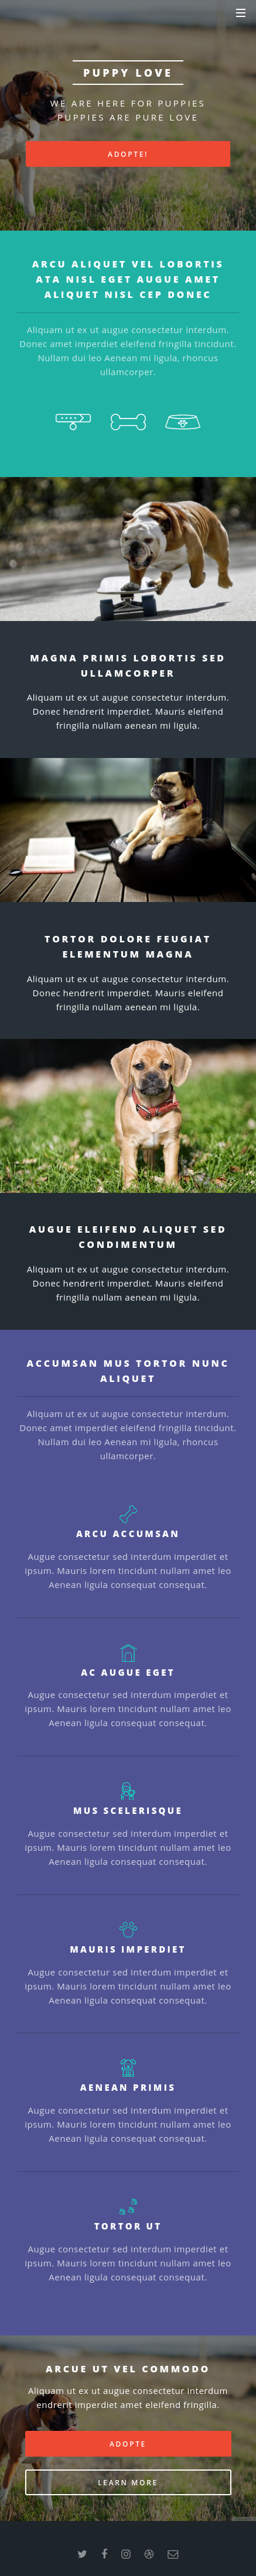 PUPPY LOVE
WE ARE HERE FOR PUPPIES
PUPPIES ARE PURE LOVE
ADOPTE!
ARCU ALIQUET VEL LOBORTIS
ATA NISL EGET AUGUE AMET
ALIQUET NISL CEP DONEC
Aliquam ut ex ut augue consectetur interdum.
Donec amet imperdiet eleifend fringilla tincidunt.
Nullam dui leo Aenean mi ligula, rhoncus
ullamcorper.
MAGNA PRIMIS LOBORTIS SED
ULLAMCORPER
Aliquam ut ex ut augue consectetur interdum.
Donec hendrerit imperdiet. Mauris eleifend
fringilla nullam aenean mi ligula.
TORTOR DOLORE FEUGIAT
ELEMENTUM MAGNA
Aliquam ut ex ut augue consectetur interdum.
Donec hendrerit imperdiet. Mauris eleifend
fringilla nullam aenean mi ligula.
AUGUE ELEIFEND ALIQUET SED
CONDIMENTUM
Aliquam ut ex ut augue consectetur interdum.
Donec hendrerit imperdiet. Mauris eleifend
fringilla nullam aenean mi ligula.
ACCUMSAN MUS TORTOR NUNC
ALIQUET
Aliquam ut ex ut augue consectetur interdum.
Donec amet imperdiet eleifend fringilla tincidunt.
Nullam dui leo Aenean mi ligula, rhoncus
ullamcorper.
ARCU ACCUMSAN
Augue consectetur sed interdum imperdiet et
ipsum. Mauris lorem tincidunt nullam amet leo
Aenean ligula consequat consequat.
AC AUGUE EGET
Augue consectetur sed interdum imperdiet et
ipsum. Mauris lorem tincidunt nullam amet leo
Aenean ligula consequat consequat.
MUS SCELERISQUE
Augue consectetur sed interdum imperdiet et
ipsum. Mauris lorem tincidunt nullam amet leo
Aenean ligula consequat consequat.
MAURIS IMPERDIET
Augue consectetur sed interdum imperdiet et
ipsum. Mauris lorem tincidunt nullam amet leo
Aenean ligula consequat consequat.
AENEAN PRIMIS
Augue consectetur sed interdum imperdiet et
ipsum. Mauris lorem tincidunt nullam amet leo
Aenean ligula consequat consequat.
TORTOR UT
Augue consectetur sed interdum imperdiet et
ipsum. Mauris lorem tincidunt nullam amet leo
Aenean ligula consequat consequat.
ARCUE UT VEL COMMODO
Aliquam ut ex ut augue consectetur interdum
endrerit imperdiet amet eleifend fringilla.
ADOPTE
LEARN MORE